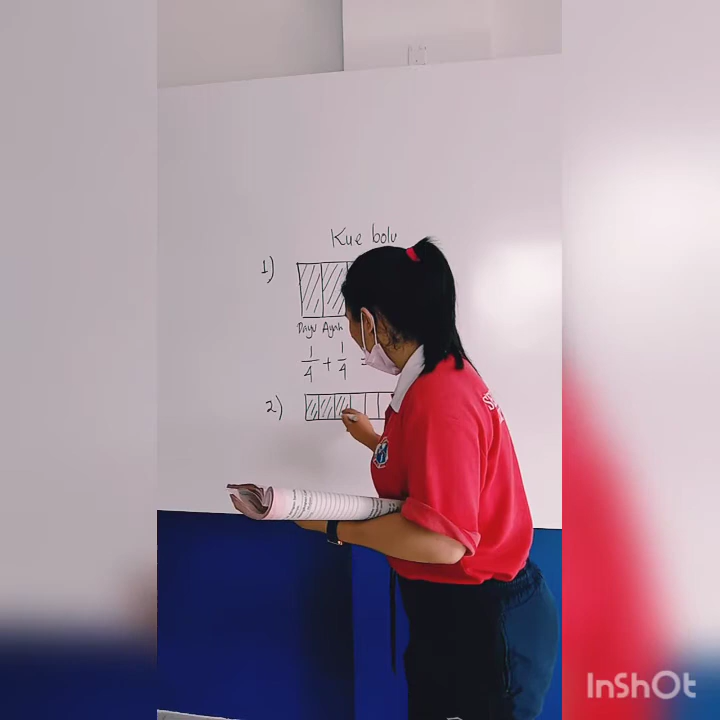 Kue bolu
1)
Dayu Ayah
1/4 + 1/4 =
2)
InShOt